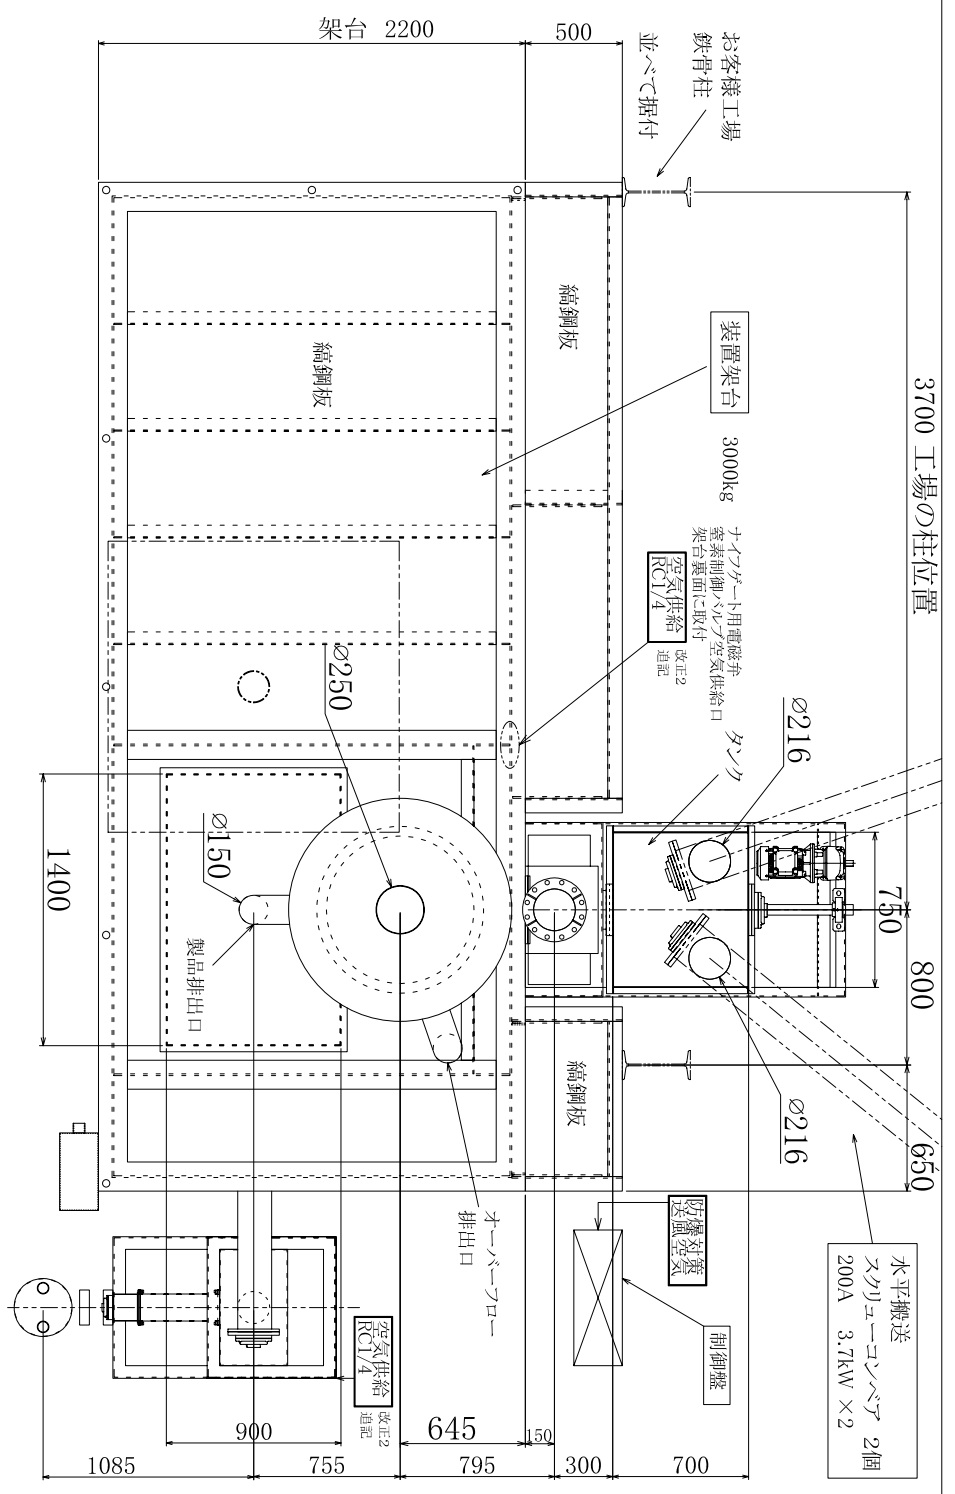 架台 2200
500
お客様工場
鉄骨柱
並べて据付
3700 工場の柱位置
縞鋼板
縞鋼板
装置架台
3000kg
ナイフゲート用電磁弁
窒素制御バルブ空気供給口
架台裏面に取付
空気供給
RC1/4
改正2
追記
タンク
⌀216
⌀250
⌀150
1400
製品排出口
750
800
⌀216
650
縞鋼板
オーバーフロー
排出口
防爆対策
送風空気
制御盤
水平搬送
スクリューコンベア 2個
200A 3.7kW ×2
空気供給
RC1/4
改正2
追記
900
645
150
1085
755
795
300
700